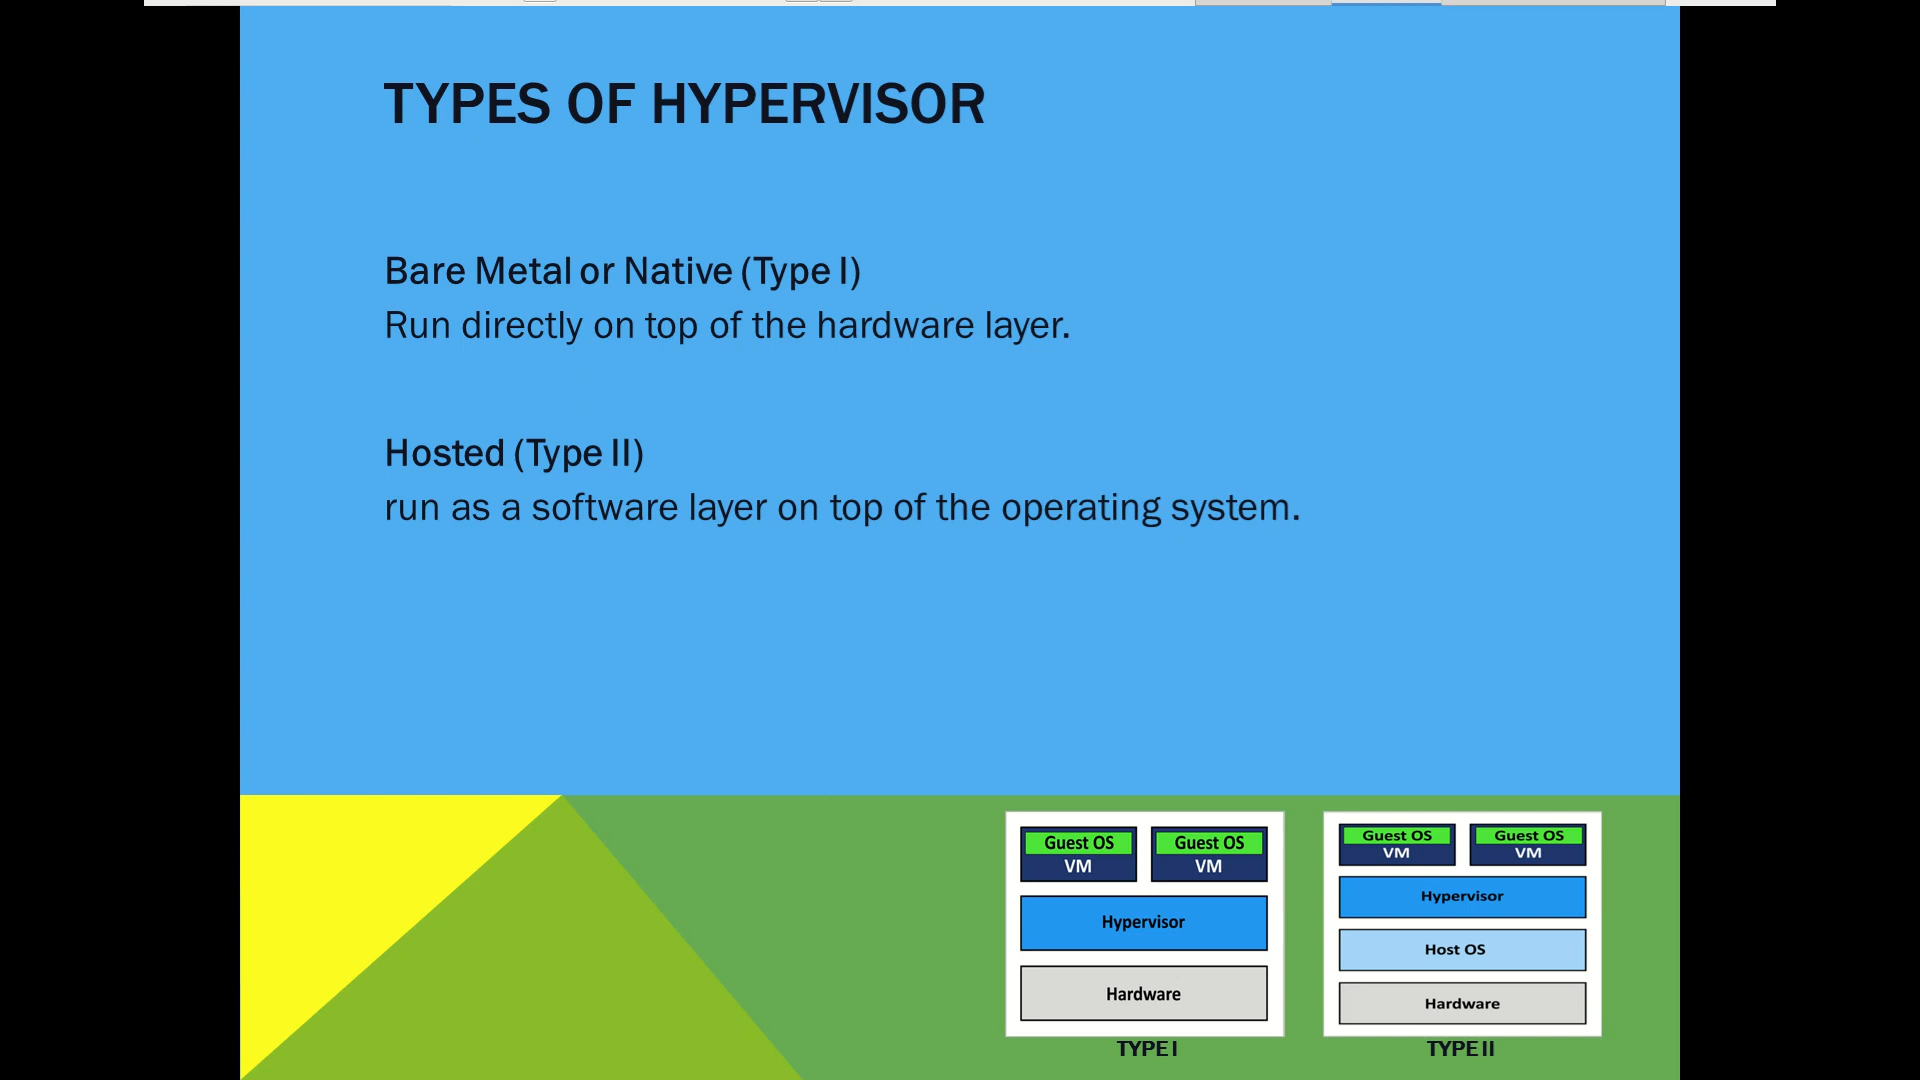 TYPES OF HYPERVISOR
Bare Metal or Native (Type I)
Run directly on top of the hardware layer.
Hosted (Type II)
run as a software layer on top of the operating system.
Guest OS
VM
Guest OS
VM
Hypervisor
Hardware
TYPE I
Guest OS
VM
Guest OS
VM
Hypervisor
Host OS
Hardware
TYPE II